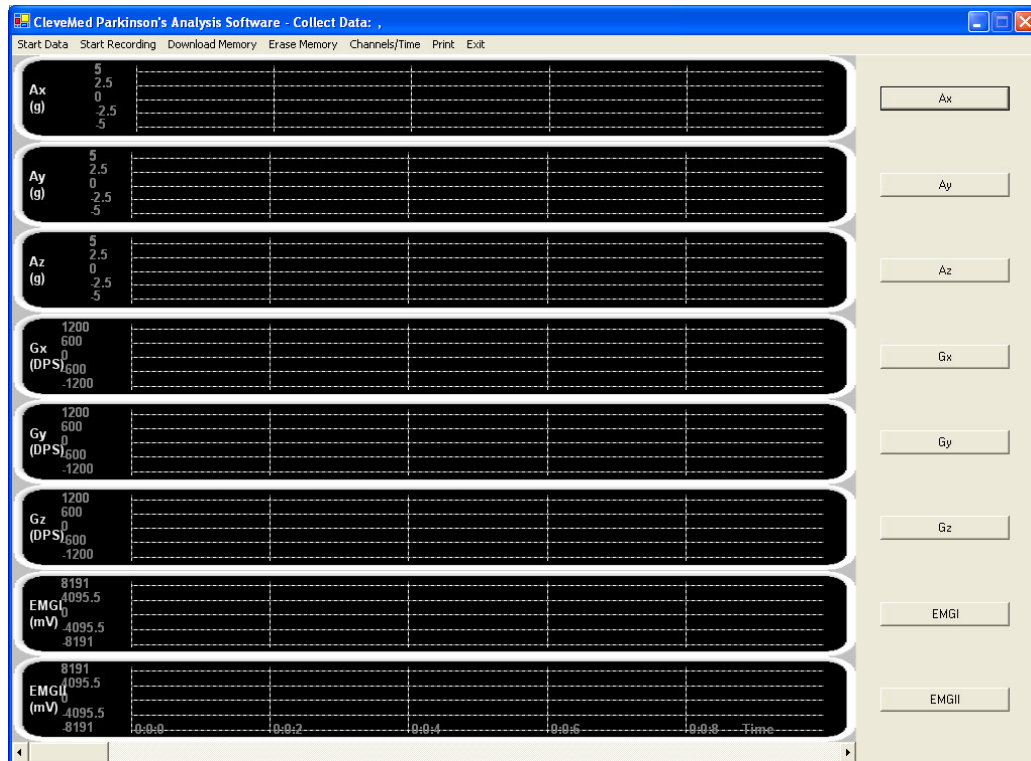 CleveMed Parkinson's Analysis Software - Collect Data: ,
Start Data Start Recording Download Memory Erase Memory Channels/Time Print Exit
Ax
(g)
5
2.5
0
-2.5
-5
Ax
Ay
(g)
5
2.5
0
-2.5
-5
Ay
Az
(g)
5
2.5
0
-2.5
-5
Az
Gx
(DPS)
1200
600
0
-600
-1200
Gx
Gy
(DPS)
1200
600
0
-600
-1200
Gy
Gz
(DPS)
1200
600
0
-600
-1200
Gz
EMGI
(mV)
8191
4095.5
0
-4095.5
-8191
EMGI
EMGII
(mV)
8191
4095.5
0
-4095.5
-8191
EMGII
0:0:0 0:0:2 0:0:4 0:0:6 0:0:8 Time